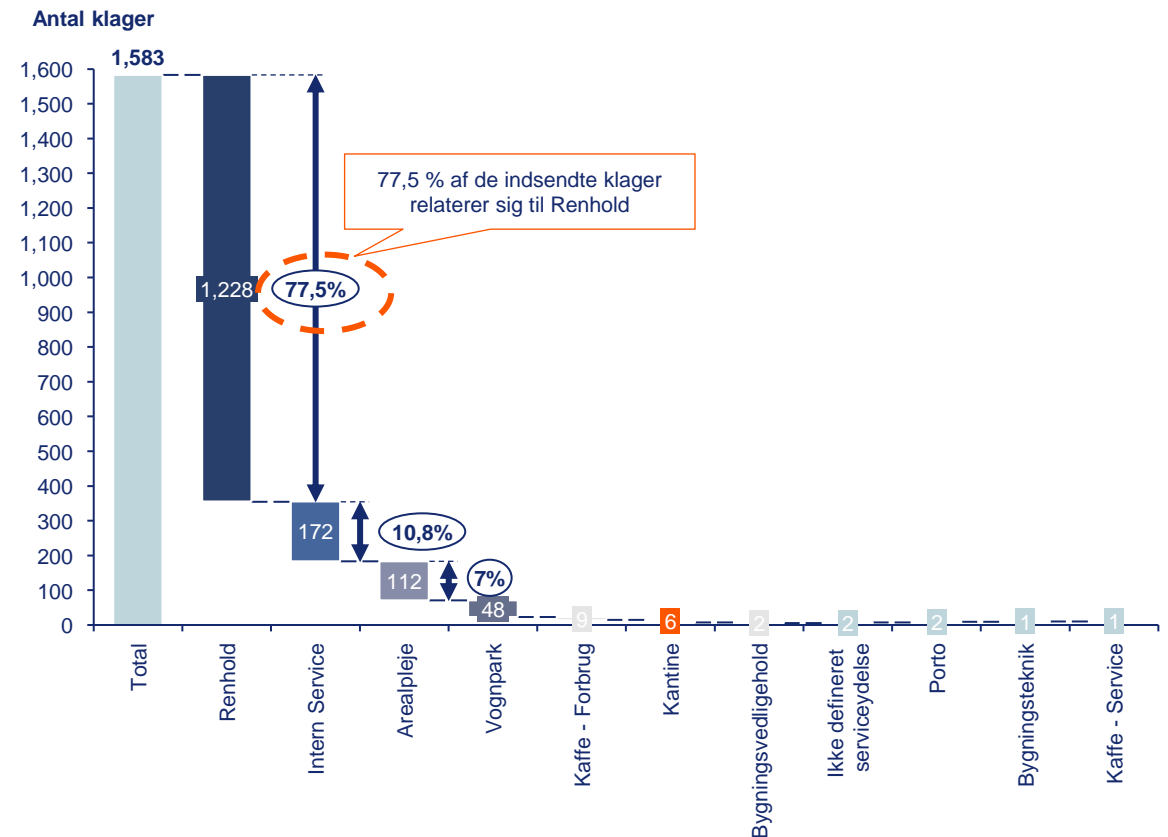 Antal klager
1,583
1,600
1,500
1,400
1,300
1,200
1,100
1,000
900
800
700
600
500
400
300
200
100
0
77,5 % af de indsendte klager
relaterer sig til Renhold
1,228
77,5%
172
10,8%
112
7%
48
9
6
2
2
2
1
1
Total
Renhold
Intern Service
Arealpleje
Vognpark
Kaffe - Forbrug
Kantine
Bygningsvedligehold
Ikke defineret
serviceydelse
Porto
Bygningsteknik
Kaffe - Service